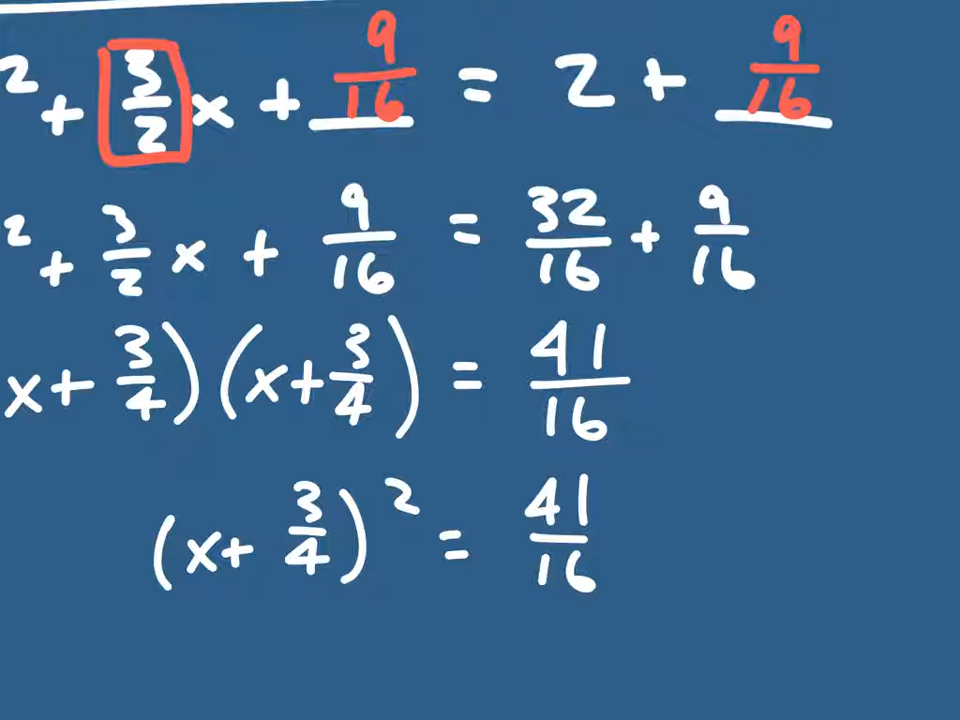 ² + 3/2 x + 9/16 = 2 + 9/16
² + 3/2 x + 9/16 = 32/16 + 9/16
x + 3/4)(x + 3/4) = 41/16
(x + 3/4)² = 41/16